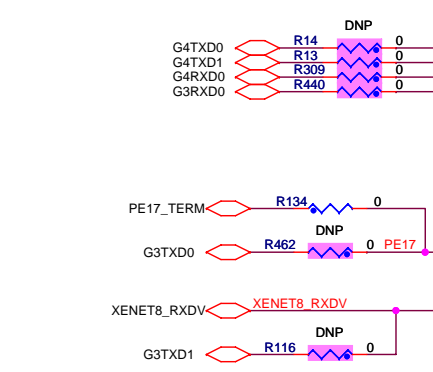 DNP
G4TXD0 R14 0
G4TXD1 R13 0
G4RXD0 R309 0
G3RXD0 R440 0
PE17_TERM R134 0
DNP
G3TXD0 R462 0 PE17
XENET8_RXDV XENET8_RXDV
DNP
G3TXD1 R116 0